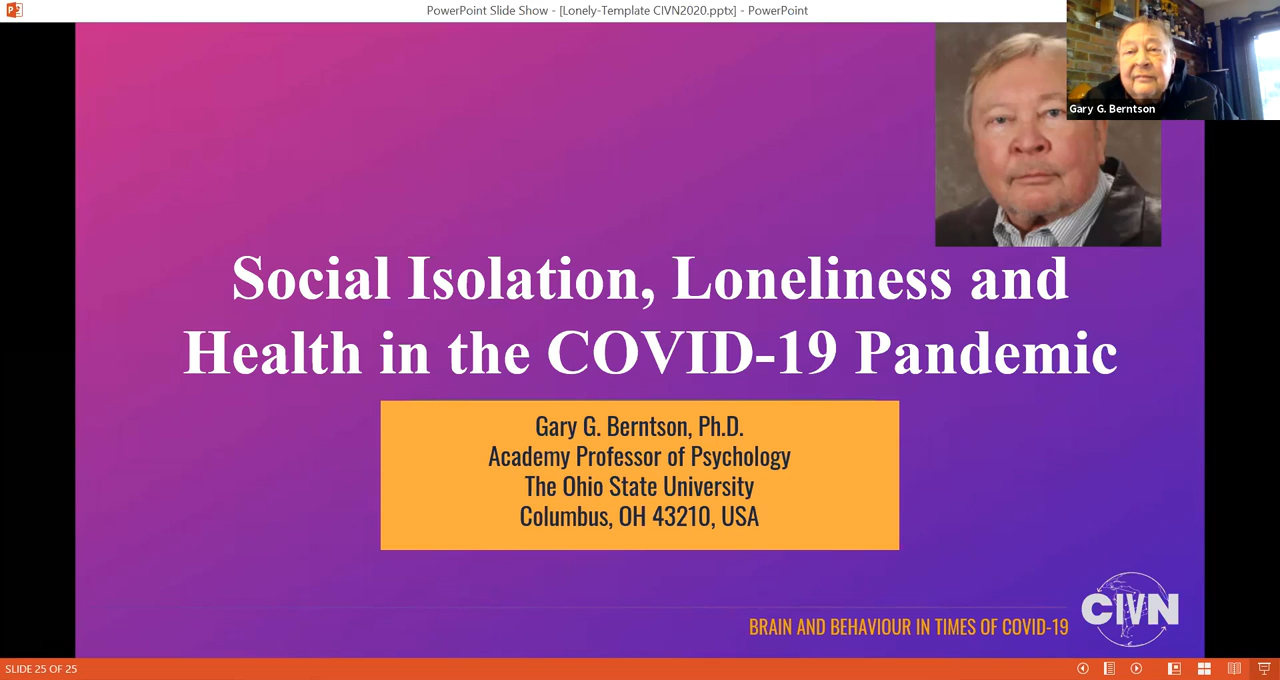 PowerPoint Slide Show - [Lonely-Template CIVN2020.pptx] - PowerPoint
Gary G. Berntson
Social Isolation, Loneliness and
Health in the COVID-19 Pandemic
Gary G. Berntson, Ph.D.
Academy Professor of Psychology
The Ohio State University
Columbus, OH 43210, USA
BRAIN AND BEHAVIOUR IN TIMES OF COVID-19
CIVN
SLIDE 25 OF 25